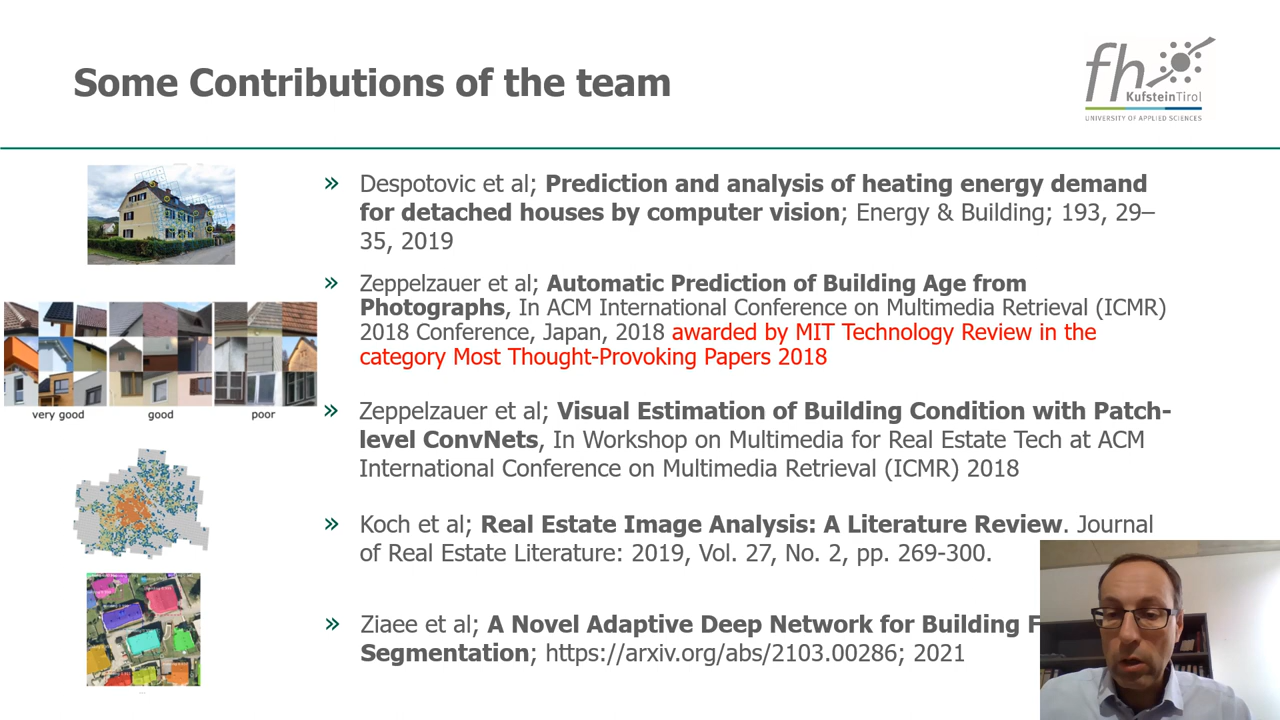 Some Contributions of the team
fh
KufsteinTirol
UNIVERSITY OF APPLIED SCIENCES
» Despotovic et al; Prediction and analysis of heating energy demand
for detached houses by computer vision; Energy & Building; 193, 29–
35, 2019
» Zeppelzauer et al; Automatic Prediction of Building Age from
Photographs, In ACM International Conference on Multimedia Retrieval (ICMR)
2018 Conference, Japan, 2018 awarded by MIT Technology Review in the
category Most Thought-Provoking Papers 2018
very good good poor
» Zeppelzauer et al; Visual Estimation of Building Condition with Patch-
level ConvNets, In Workshop on Multimedia for Real Estate Tech at ACM
International Conference on Multimedia Retrieval (ICMR) 2018
» Koch et al; Real Estate Image Analysis: A Literature Review. Journal
of Real Estate Literature: 2019, Vol. 27, No. 2, pp. 269-300.
» Ziaee et al; A Novel Adaptive Deep Network for Building
Segmentation; https://arxiv.org/abs/2103.00286; 2021